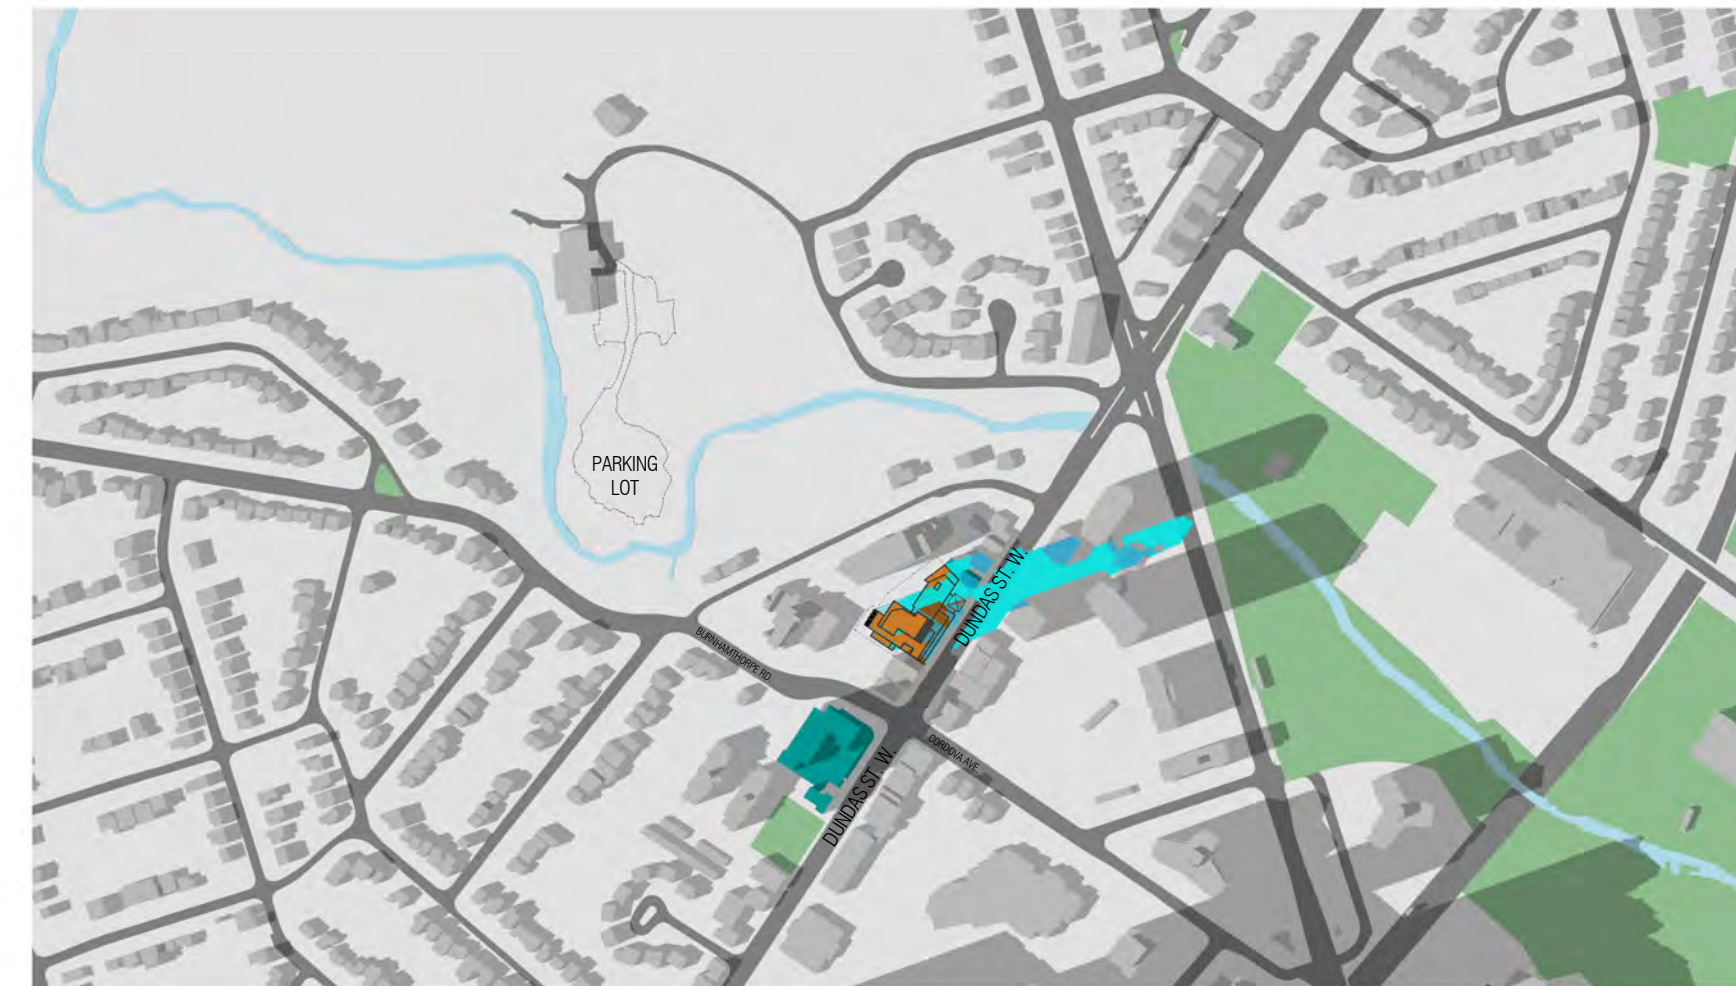 PARKING
LOT
DUNDAS ST. W.
BURNHAMTHORPE RD.
CORDOVA AVE.
DUNDAS ST. W.